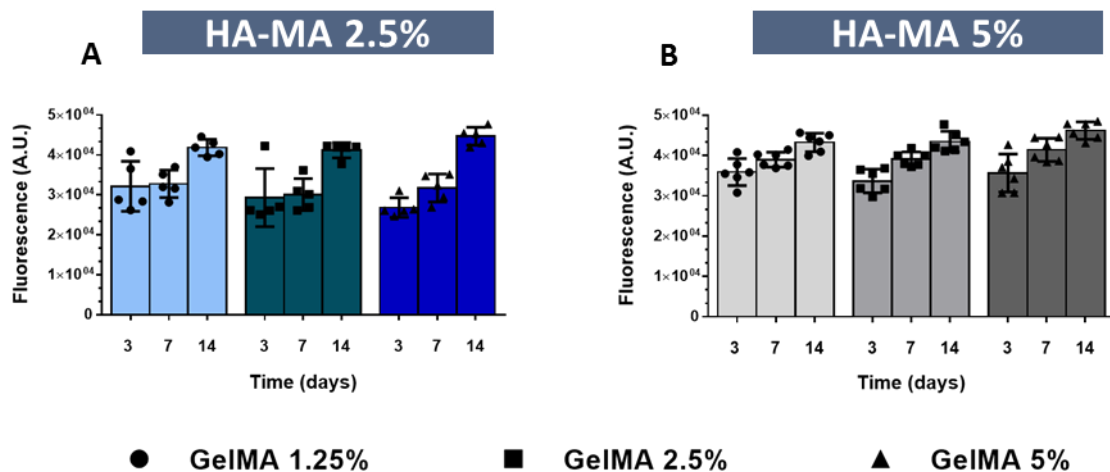 HA-MA 2.5%
HA-MA 5%
A
B
Fluorescence (A.U.)
5×10⁰⁴
4×10⁰⁴
3×10⁰⁴
2×10⁰⁴
1×10⁰⁴
0
3 7 14 3 7 14 3 7 14
Time (days)
Fluorescence (A.U.)
5×10⁰⁴
4×10⁰⁴
3×10⁰⁴
2×10⁰⁴
1×10⁰⁴
0
3 7 14 3 7 14 3 7 14
Time (days)
GelMA 1.25% GelMA 2.5% GelMA 5%